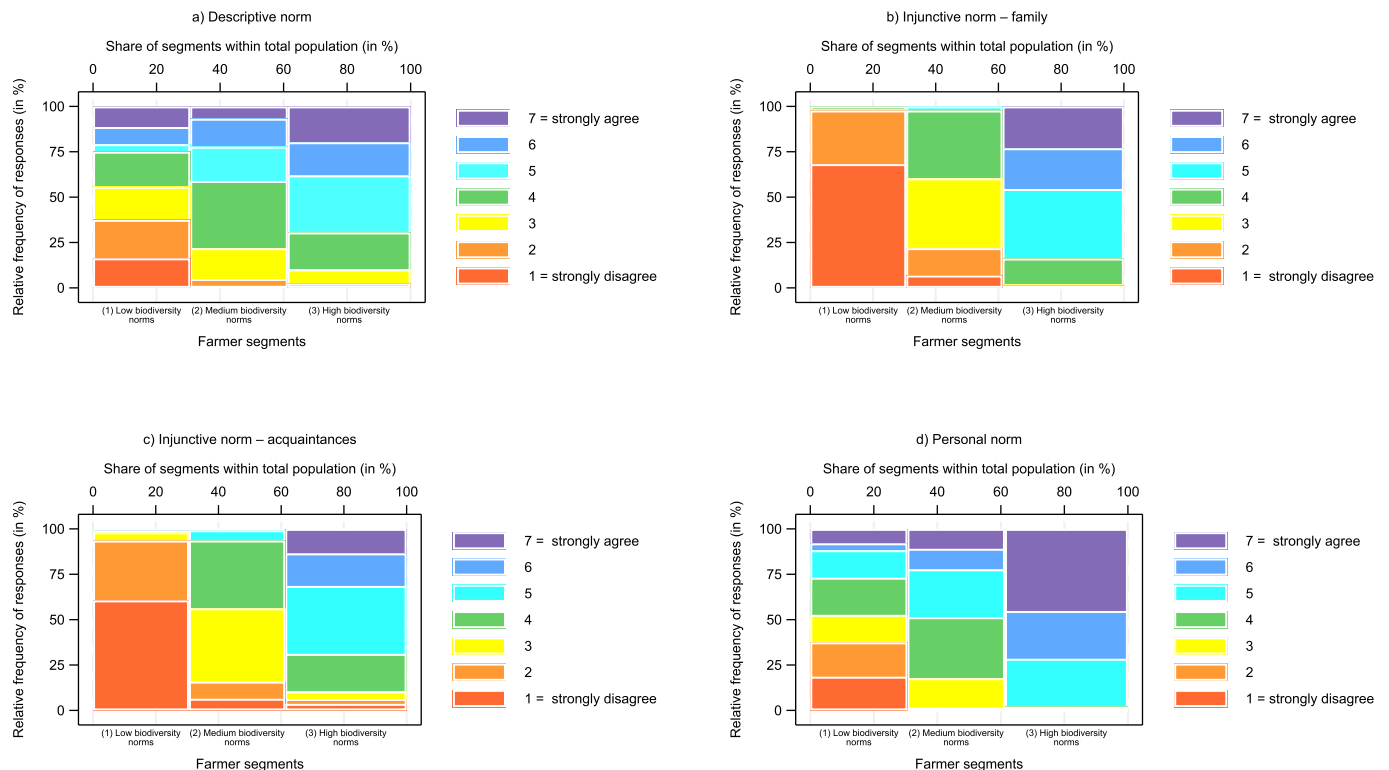 a) Descriptive norm
Share of segments within total population (in %)
0 20 40 60 80 100
Relative frequency of responses (in %)
100
75
50
25
0
(1) Low biodiversity norms
(2) Medium biodiversity norms
(3) High biodiversity norms
Farmer segments
7 = strongly agree
6
5
4
3
2
1 = strongly disagree
b) Injunctive norm – family
Share of segments within total population (in %)
0 20 40 60 80 100
Relative frequency of responses (in %)
100
75
50
25
0
(1) Low biodiversity norms
(2) Medium biodiversity norms
(3) High biodiversity norms
Farmer segments
7 = strongly agree
6
5
4
3
2
1 = strongly disagree
c) Injunctive norm – acquaintances
Share of segments within total population (in %)
0 20 40 60 80 100
Relative frequency of responses (in %)
100
75
50
25
0
(1) Low biodiversity norms
(2) Medium biodiversity norms
(3) High biodiversity norms
Farmer segments
7 = strongly agree
6
5
4
3
2
1 = strongly disagree
d) Personal norm
Share of segments within total population (in %)
0 20 40 60 80 100
Relative frequency of responses (in %)
100
75
50
25
0
(1) Low biodiversity norms
(2) Medium biodiversity norms
(3) High biodiversity norms
Farmer segments
7 = strongly agree
6
5
4
3
2
1 = strongly disagree